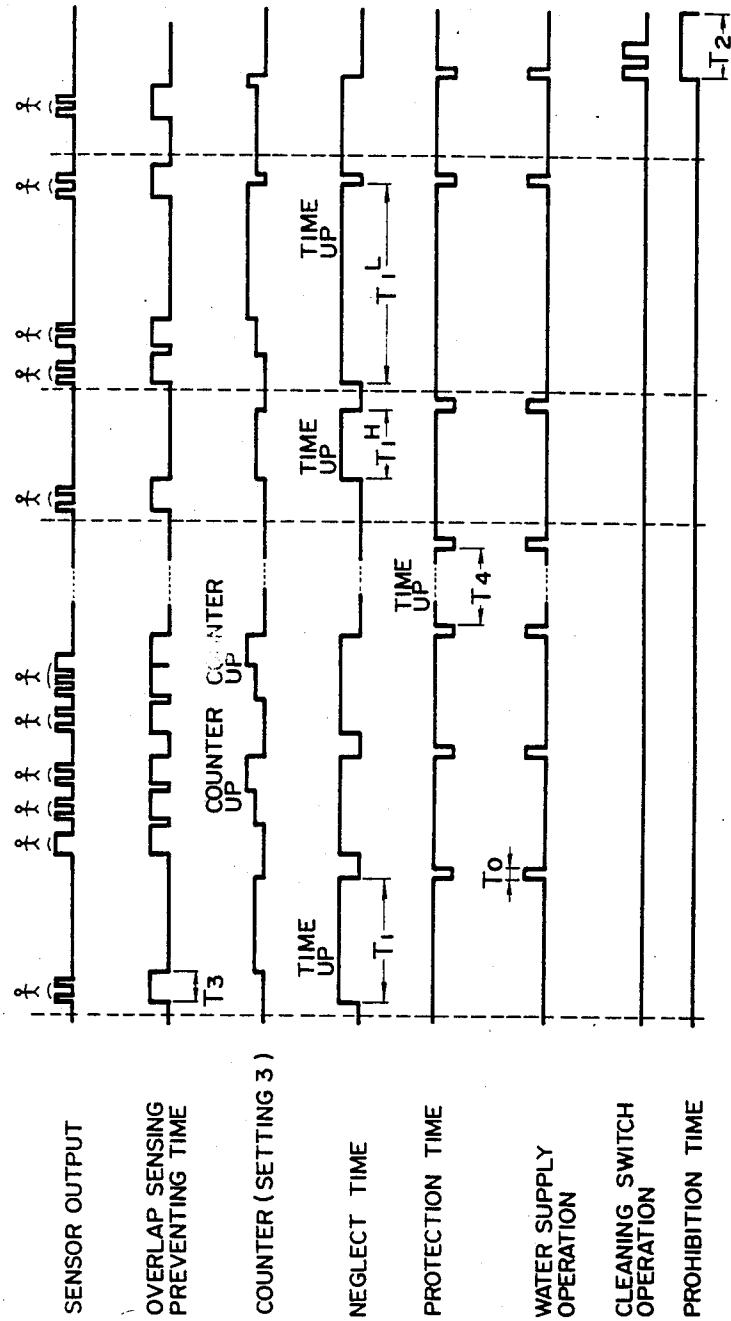 SENSOR OUTPUT
OVERLAP SENSING
PREVENTING TIME
T3
COUNTER (SETTING 3)
COUNTER
UP
COUNTER
UP
NEGLECT TIME
TIME
UP
T1
TIME
UP
T1H
TIME
UP
T1L
PROTECTION TIME
TIME
UP
T4
WATER SUPPLY
OPERATION
T0
CLEANING SWITCH
OPERATION
PROHIBITION TIME
T2